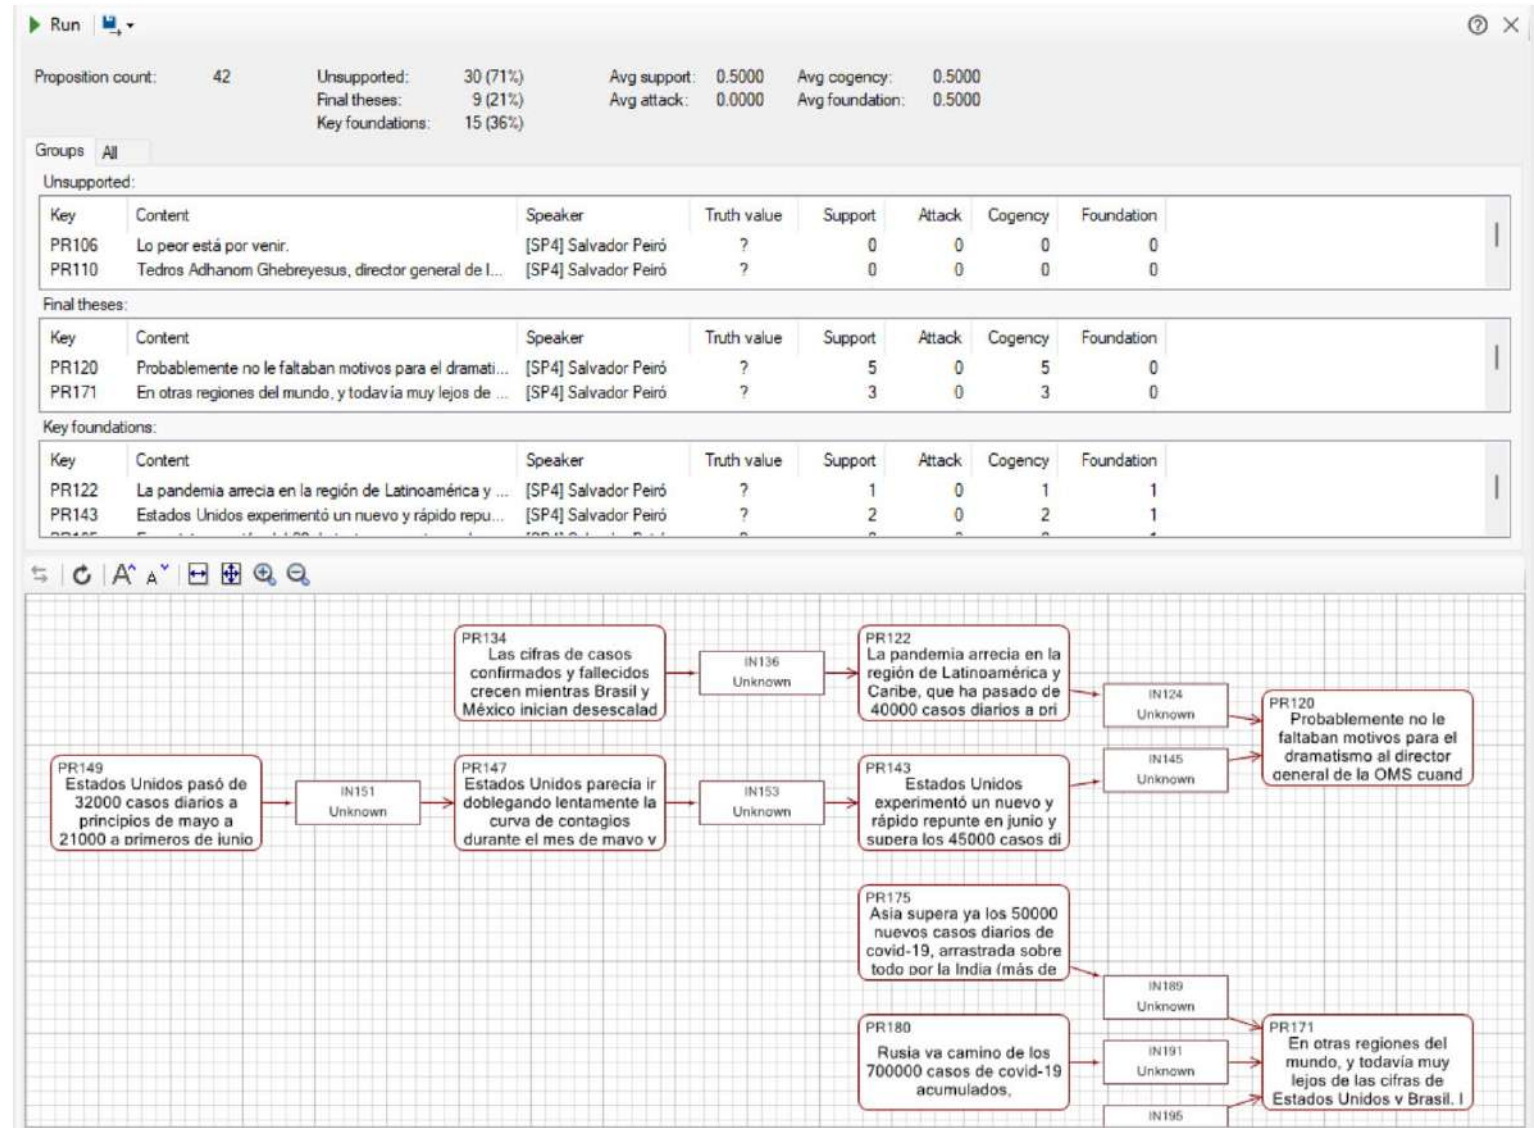 Run
Proposition count: 42 Unsupported: 30 (71%) Avg support: 0.5000 Avg cogency: 0.5000
Final theses: 9 (21%) Avg attack: 0.0000 Avg foundation: 0.5000
Key foundations: 15 (36%)
Groups All
Unsupported:
Key Content Speaker Truth value Support Attack Cogency Foundation
PR106 Lo peor está por venir. [SP4] Salvador Peiró ? 0 0 0 0
PR110 Tedros Adhanom Ghebreyesus, director general de l... [SP4] Salvador Peiró ? 0 0 0 0
Final theses:
Key Content Speaker Truth value Support Attack Cogency Foundation
PR120 Probablemente no le faltaban motivos para el dramati... [SP4] Salvador Peiró ? 5 0 5 0
PR171 En otras regiones del mundo, y todavía muy lejos de ... [SP4] Salvador Peiró ? 3 0 3 0
Key foundations:
Key Content Speaker Truth value Support Attack Cogency Foundation
PR122 La pandemia arrecia en la región de Latinoamérica y ... [SP4] Salvador Peiró ? 1 0 1 1
PR143 Estados Unidos experimentó un nuevo y rápido repu... [SP4] Salvador Peiró ? 2 0 2 1
PR134
Las cifras de casos
confirmados y fallecidos
crecen mientras Brasil y
México inician desescalad
IN136
Unknown
PR122
La pandemia arrecia en la
región de Latinoamérica y
Caribe, que ha pasado de
40000 casos diarios a pri
IN124
Unknown
PR120
Probablemente no le
faltaban motivos para el
dramatismo al director
general de la OMS cuand
PR149
Estados Unidos pasó de
32000 casos diarios a
principios de mayo a
21000 a primeros de junio
IN151
Unknown
PR147
Estados Unidos parecía ir
doblegando lentamente la
curva de contagios
durante el mes de mayo y
IN153
Unknown
PR143
Estados Unidos
experimentó un nuevo y
rápido repunte en junio y
supera los 45000 casos di
IN145
Unknown
PR175
Asia supera ya los 50000
nuevos casos diarios de
covid-19, arrastrada sobre
todo por la India (más de
IN189
Unknown
PR180
Rusia va camino de los
700000 casos de covid-19
acumulados,
IN191
Unknown
PR171
En otras regiones del
mundo, y todavía muy
lejos de las cifras de
Estados Unidos y Brasil, l
IN195